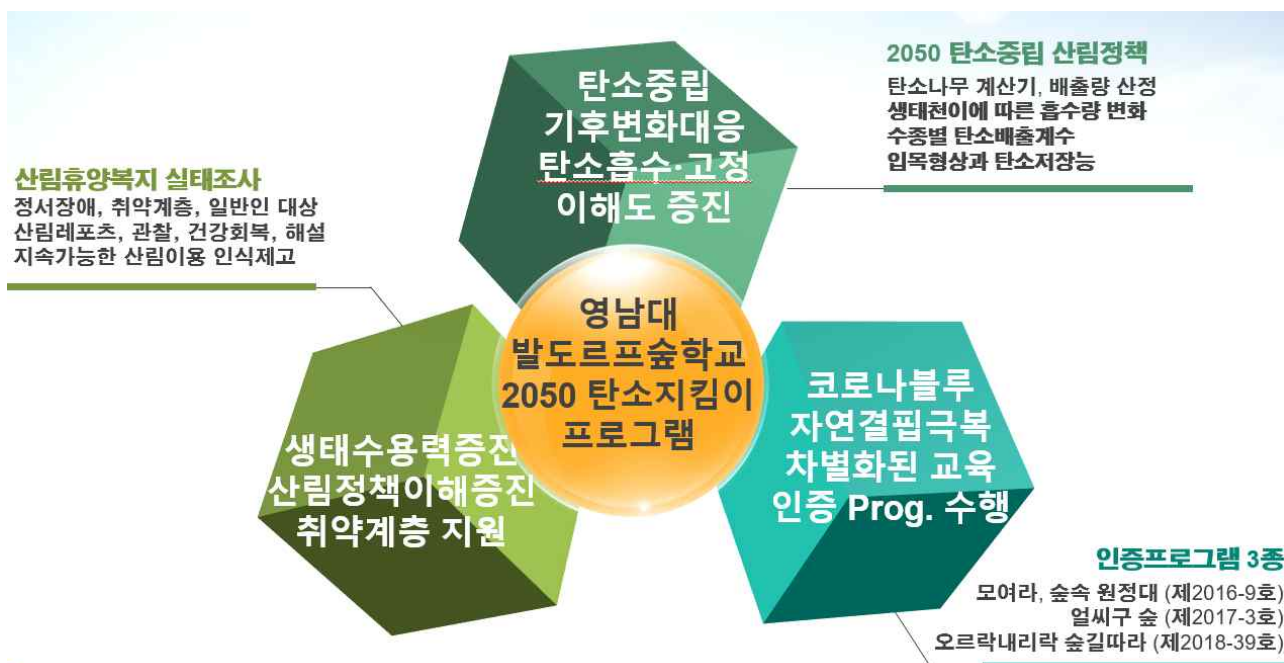 탄소중립
기후변화대응
탄소흡수·고정
이해도 증진
2050 탄소중립 산림정책
탄소나무 계산기, 배출량 산정
생태천이에 따른 흡수량 변화
수종별 탄소배출계수
입목형상과 탄소저장능
산림휴양복지 실태조사
정서장애, 취약계층, 일반인 대상
산림레포츠, 관찰, 건강회복, 해설
지속가능한 산림이용 인식제고
영남대
발도르프숲학교
2050 탄소지킴이
프로그램
생태수용력증진
산림정책이해증진
취약계층 지원
코로나블루
자연결핍극복
차별화된 교육
인증 Prog. 수행
인증프로그램 3종
모여라, 숲속 원정대 (제2016-9호)
얼씨구 숲 (제2017-3호)
오르락내리락 숲길따라 (제2018-39호)